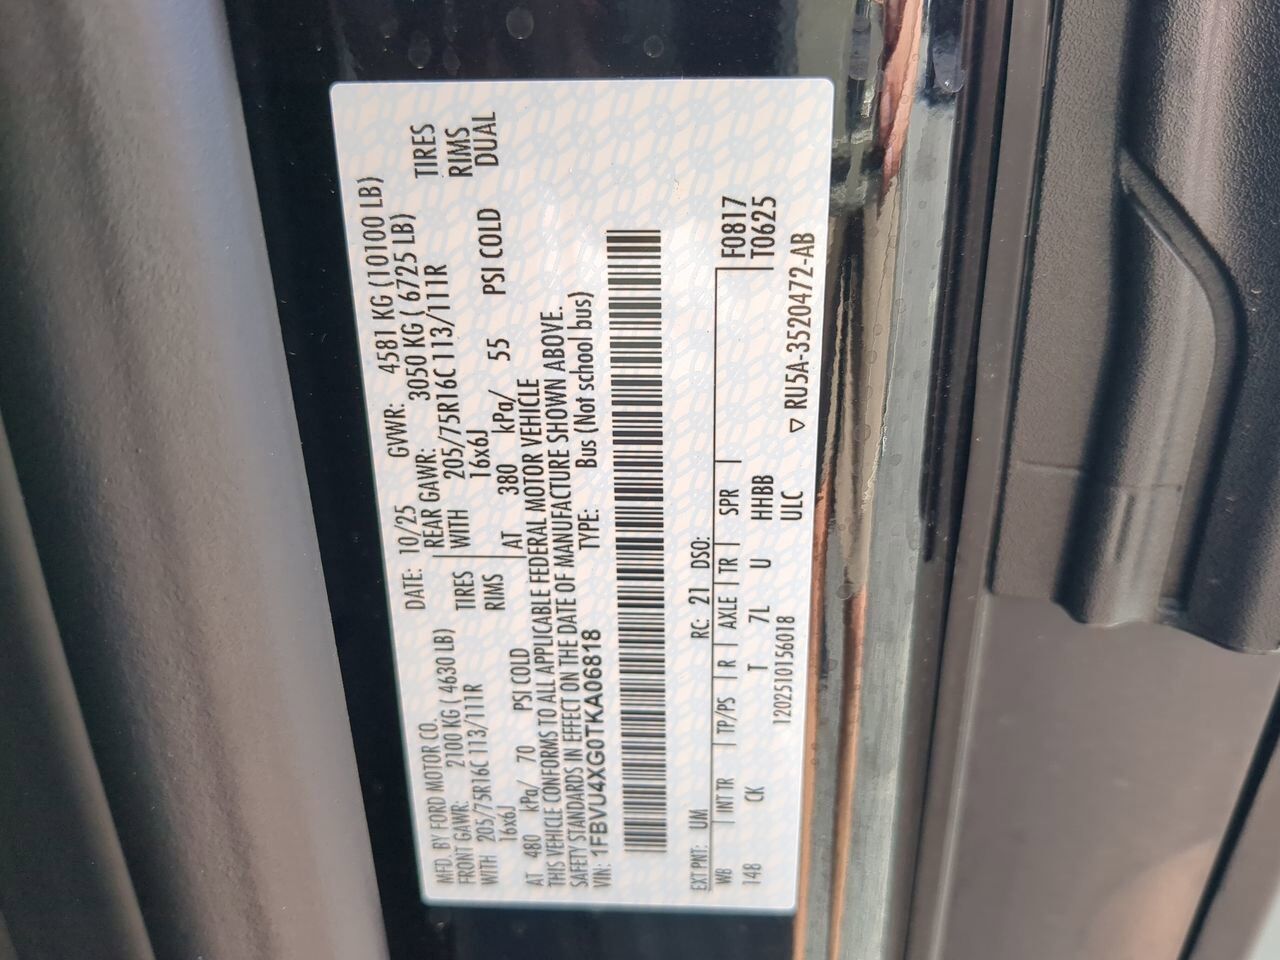 MFD. BY FORD MOTOR CO.
DATE: 10/25 GVWR: 4581 KG (10100 LB)
FRONT GAWR: 2100 KG ( 4630 LB) REAR GAWR: 3050 KG ( 6725 LB)
WITH 205/75R16C 113/111R TIRES WITH 205/75R16C 113/111R TIRES
16x6J RIMS 16x6J RIMS
AT 480 kPa/ 70 PSI COLD AT 380 kPa/ 55 PSI COLD DUAL
THIS VEHICLE CONFORMS TO ALL APPLICABLE FEDERAL MOTOR VEHICLE
SAFETY STANDARDS IN EFFECT ON THE DATE OF MANUFACTURE SHOWN ABOVE.
VIN: 1FBVU4XG0TKA06818 TYPE: Bus (Not school bus)
EXT PNT: UM RC: 21 DSO:
WB INT TR TP/PS R AXLE TR SPR F0817
148 CK T 7L U HHBB T0625
1202510156018 ULC
▽ RU5A-3520472-AB